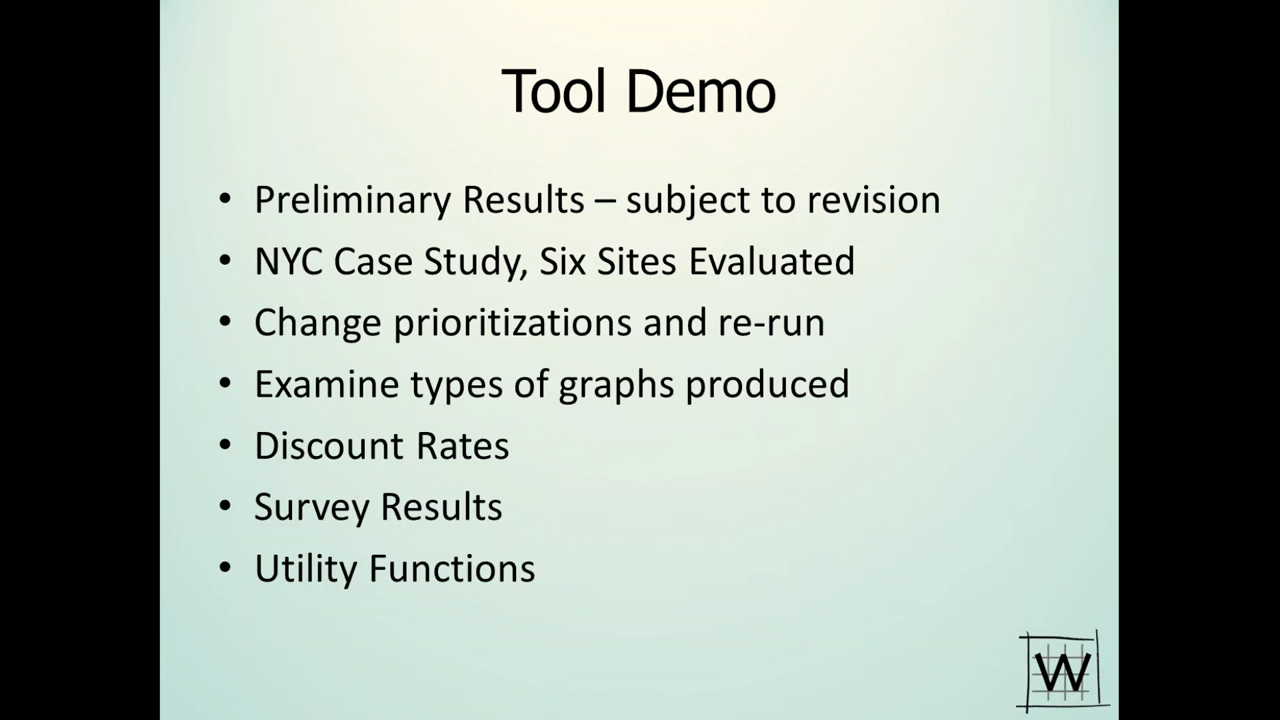 Tool Demo
• Preliminary Results – subject to revision
• NYC Case Study, Six Sites Evaluated
• Change prioritizations and re-run
• Examine types of graphs produced
• Discount Rates
• Survey Results
• Utility Functions
W